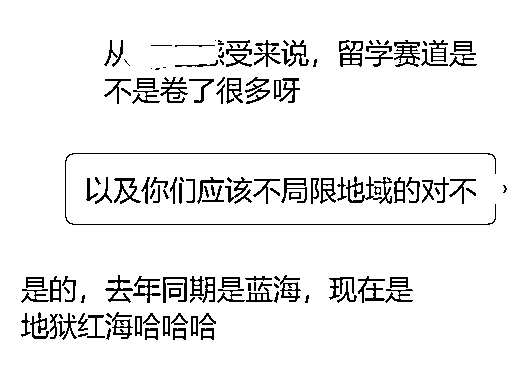 从感受来说，留学赛道是
不是卷了很多呀
以及你们应该不局限地域的对不
是的，去年同期是蓝海，现在是
地狱红海哈哈哈